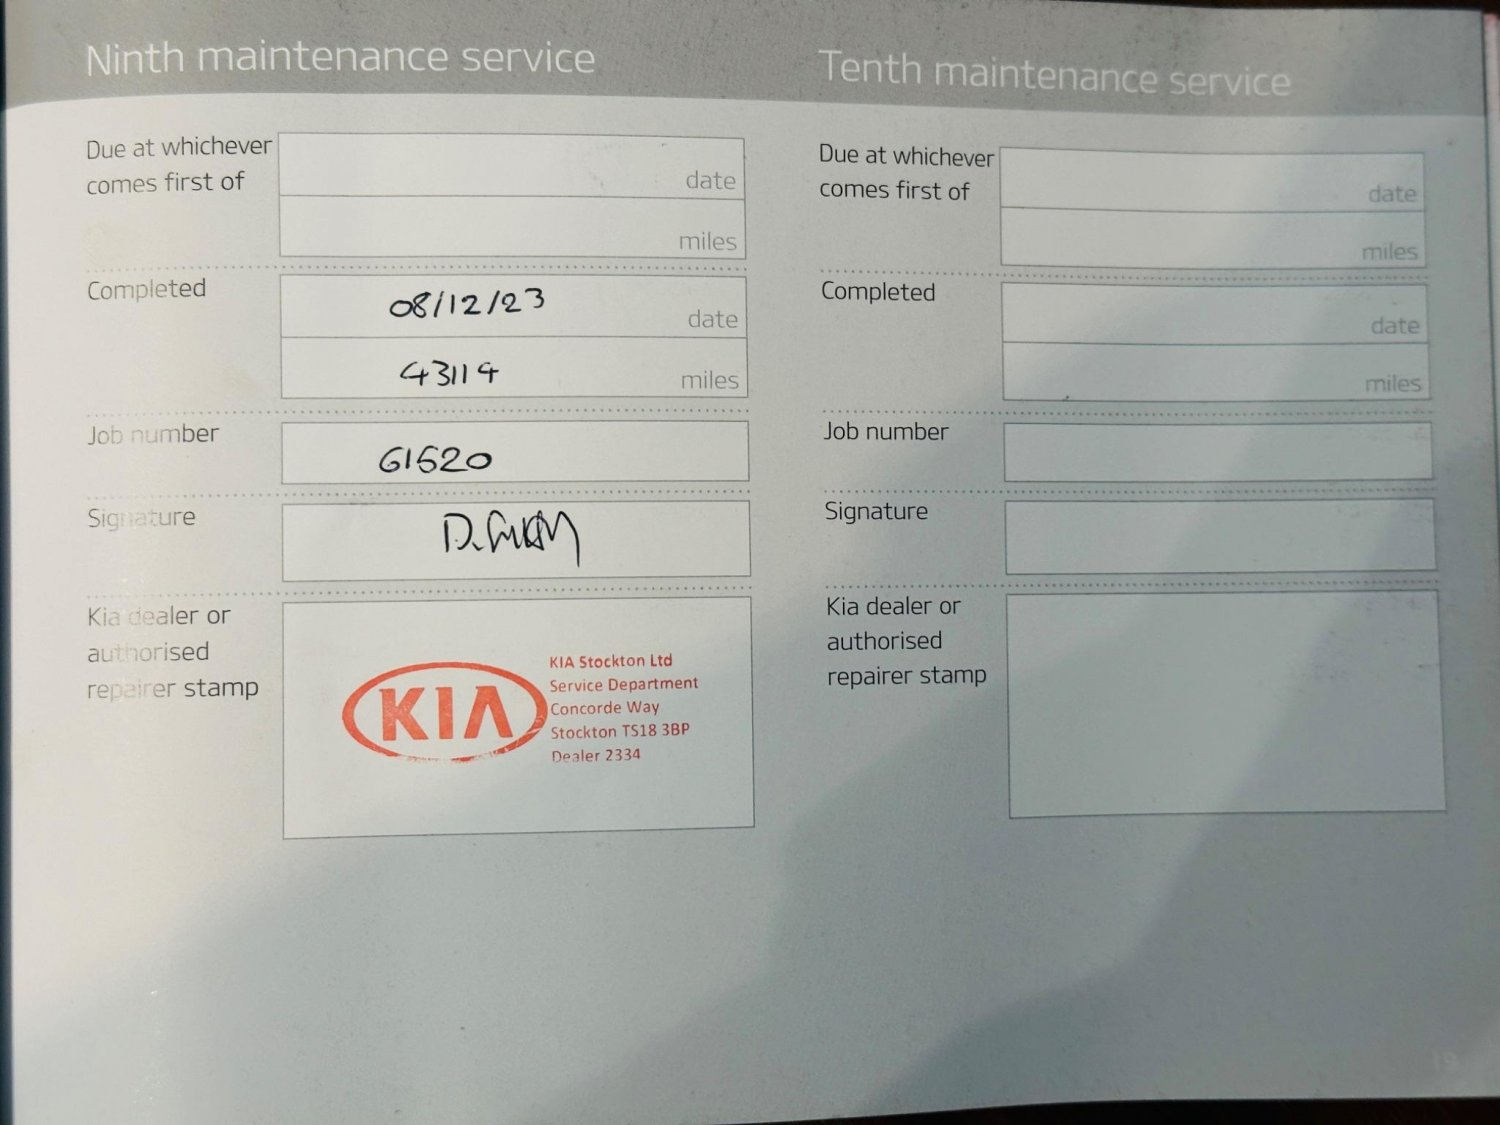 Ninth maintenance service
Due at whichever
comes first of
date
miles
Completed
08/12/23
date
43114
miles
Job number
61520
Signature
D.
Kia dealer or
authorised
repairer stamp
KIA
KIA Stockton Ltd
Service Department
Concorde Way
Stockton TS18 3BP
Dealer 2334
Tenth maintenance service
Due at whichever
comes first of
date
miles
Completed
date
miles
Job number
Signature
Kia dealer or
authorised
repairer stamp
19